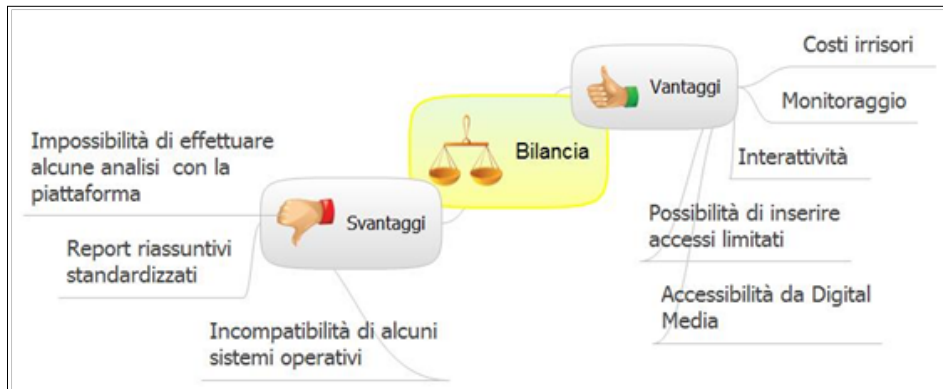 Bilancia
Vantaggi
Costi irrisori
Monitoraggio
Interattività
Possibilità di inserire
accessi limitati
Accessibilità da Digital
Media
Svantaggi
Impossibilità di effettuare
alcune analisi con la
piattaforma
Report riassuntivi
standardizzati
Incompatibilità di alcuni
sistemi operativi